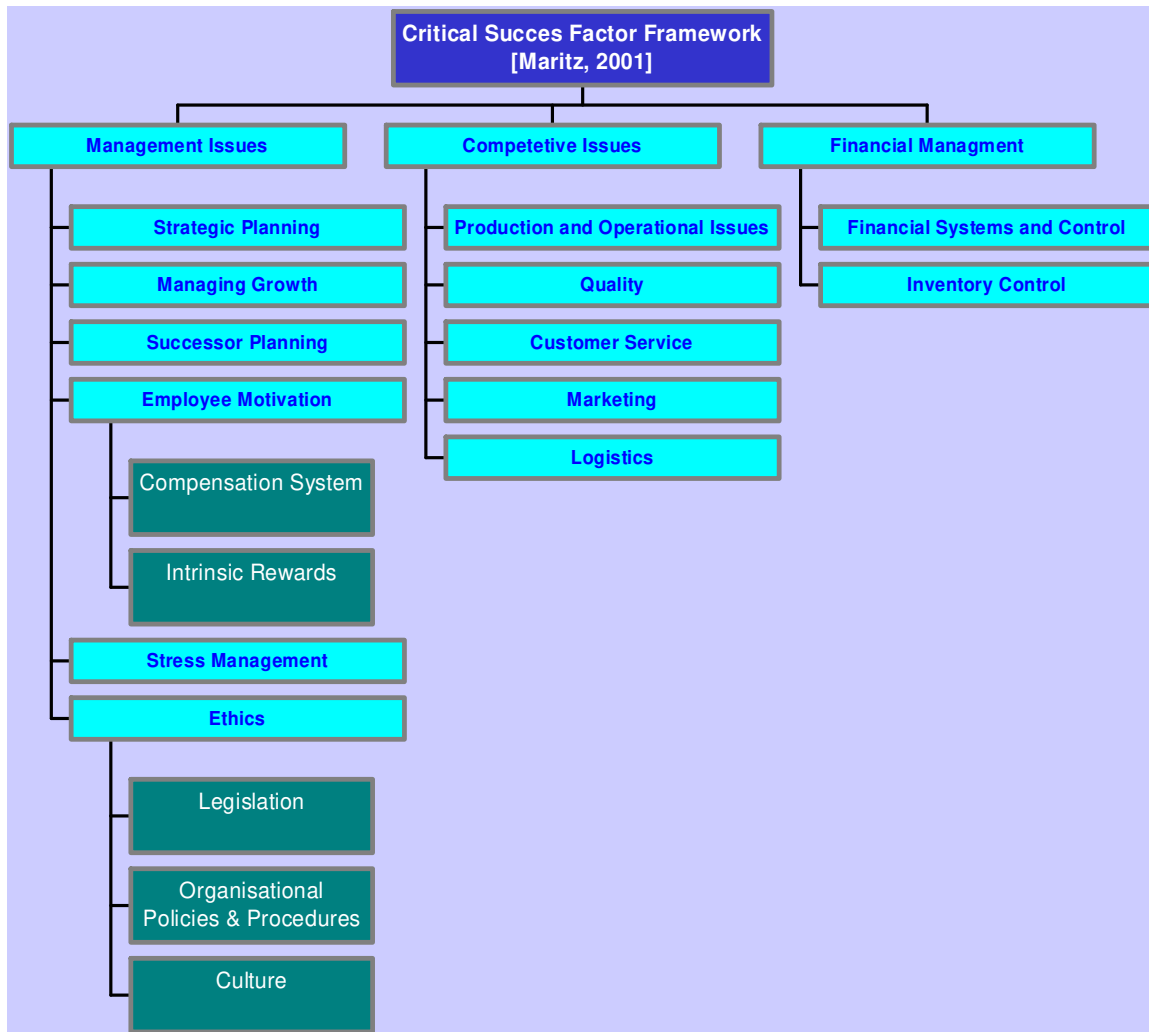 Critical Succes Factor Framework
[Maritz, 2001]
Management Issues
Strategic Planning
Managing Growth
Successor Planning
Employee Motivation
Compensation System
Intrinsic Rewards
Stress Management
Ethics
Legislation
Organisational
Policies & Procedures
Culture
Competetive Issues
Production and Operational Issues
Quality
Customer Service
Marketing
Logistics
Financial Managment
Financial Systems and Control
Inventory Control